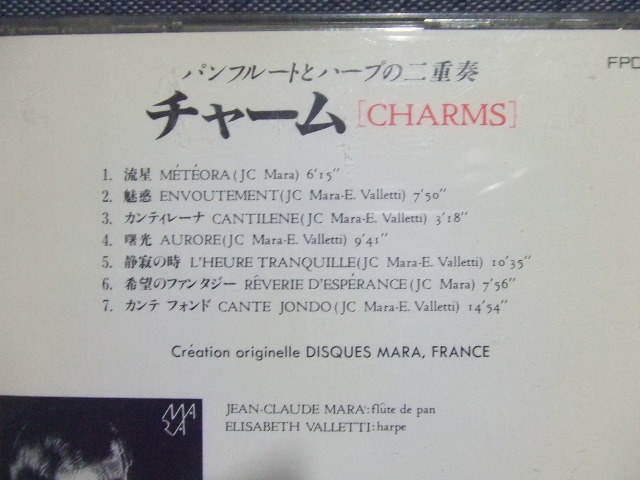 パンフルートとハープの二重奏
FPD
チャーム [CHARMS]
1. 流星 MÉTÉORA (JC Mara) 6'15"
2. 魅惑 ENVOUTEMENT (JC Mara-E. Valletti) 7'50"
3. カンティレーナ CANTILENE (JC Mara-E. Valletti) 3'18"
4. 曙光 AURORE (JC Mara-E. Valletti) 9'41"
5. 静寂の時 L'HEURE TRANQUILLE (JC Mara-E. Valletti) 10'35"
6. 希望のファンタジー RÊVERIE D'ESPÉRANCE (JC Mara) 7'56"
7. カンテ フォンド CANTE JONDO (JC Mara-E. Valletti) 14'54"
Création originelle DISQUES MARA, FRANCE
MARA
JEAN-CLAUDE MARA: flûte de pan
ELISABETH VALLETTI: harpe